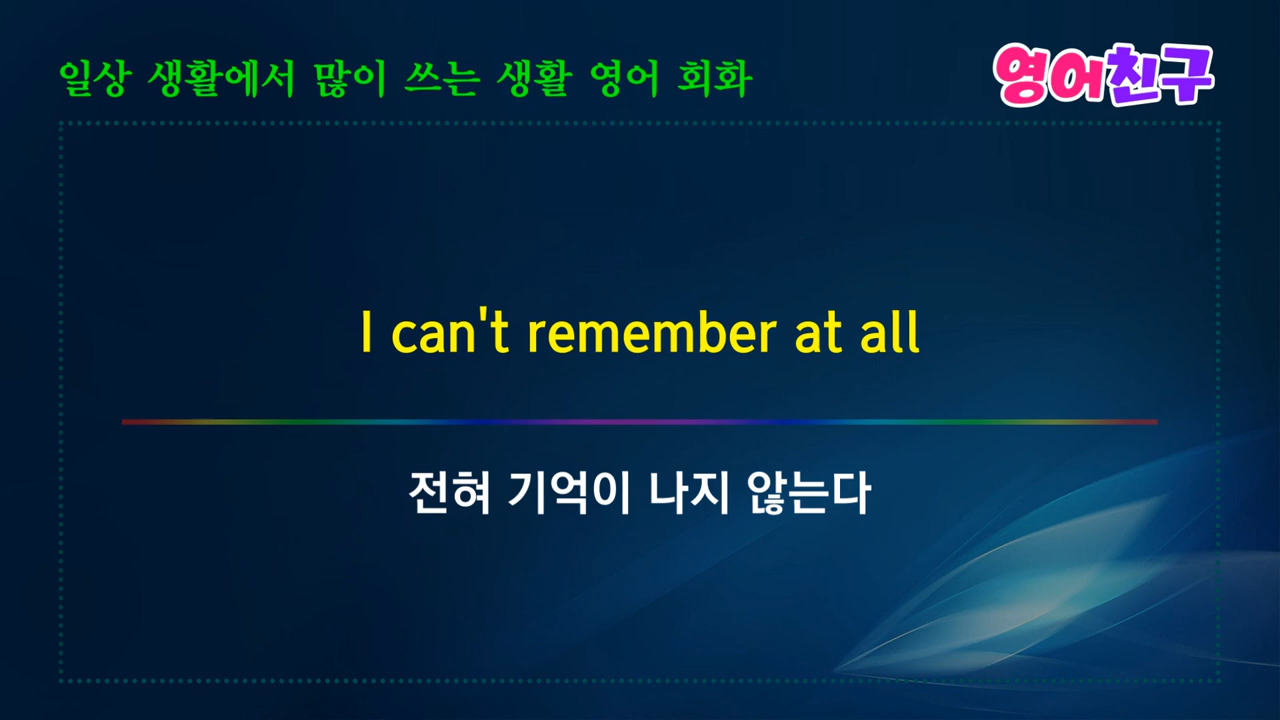 일상 생활에서 많이 쓰는 생활 영어 회화
영어친구
I can't remember at all
전혀 기억이 나지 않는다